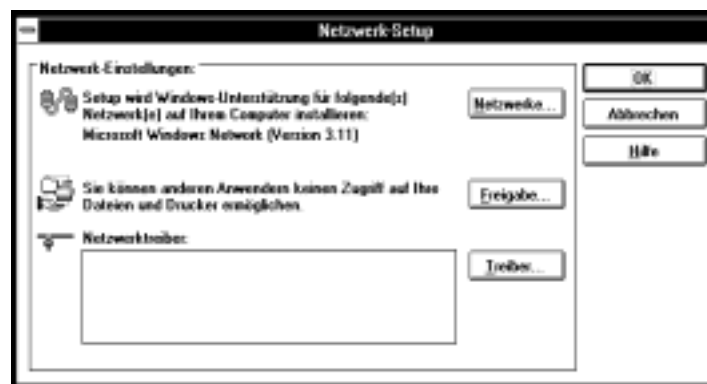 Netzwerk-Setup
Netzwerk-Einstellungen:
Setup wird Windows-Unterstützung für folgende(s)
Netzwerk(e) auf Ihrem Computer installieren:
Microsoft Windows Network (Version 3.11)
Netzwerke...
Sie können anderen Anwendern keinen Zugriff auf Ihre
Dateien und Drucker ermöglichen.
Freigabe...
Netzwerktreiber:
Treiber...
OK
Abbrechen
Hilfe